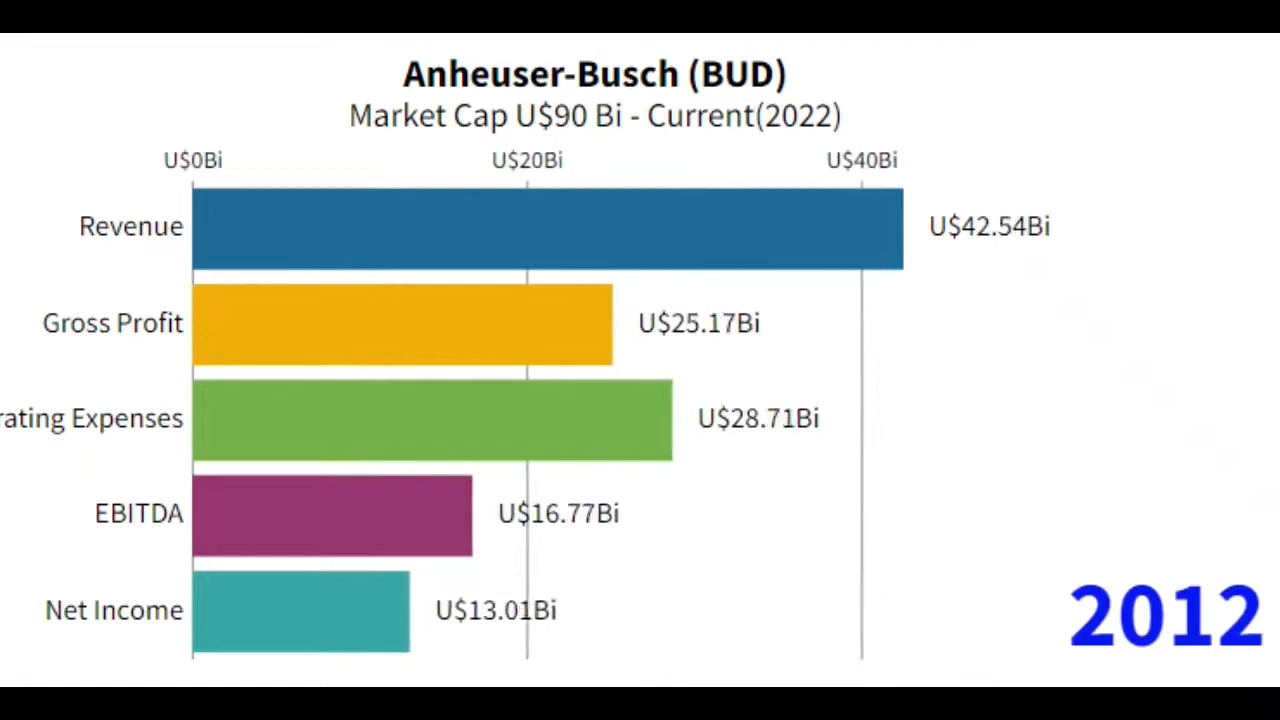 Anheuser-Busch (BUD)
Market Cap U$90 Bi - Current(2022)
U$0Bi U$20Bi U$40Bi
Revenue U$42.54Bi
Gross Profit U$25.17Bi
rating Expenses U$28.71Bi
EBITDA U$16.77Bi
Net Income U$13.01Bi
2012